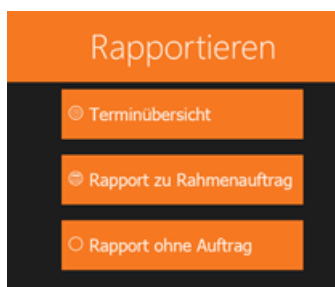 Rapportieren
Terminübersicht
Rapport zu Rahmenauftrag
Rapport ohne Auftrag